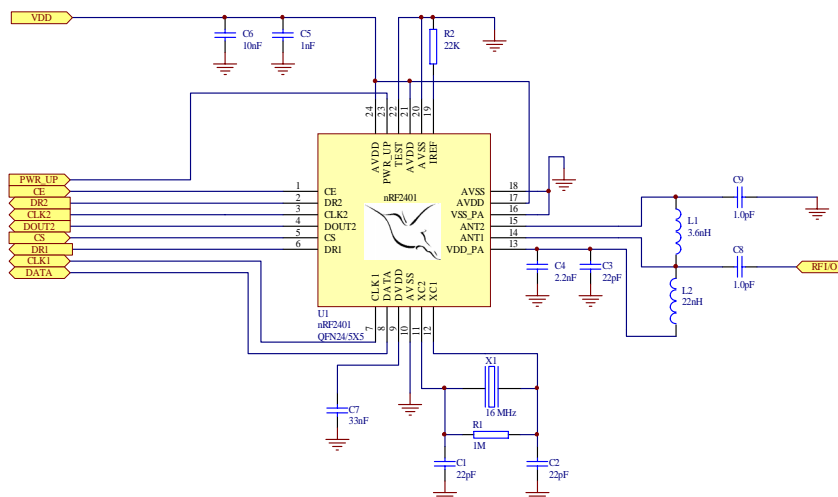 VDD
C6
10nF
C5
1nF
R2
22K
24
23
22
21
20
19
AVDD
PWR_UP
TEST
AVDD
AVSS
IREF
PWR_UP
CE
DR2
CLK2
DOUT2
CS
DR1
CLK1
DATA
1
2
3
4
5
6
CE
DR2
CLK2
DOUT2
CS
DR1
nRF2401
AVSS
AVDD
VSS_PA
ANT2
ANT1
VDD_PA
18
17
16
15
14
13
C9
1.0pF
L1
3.6nH
C8
1.0pF
RF I/O
C4
2.2nF
C3
22pF
L2
22nH
CLK1
DATA
DVDD
AVSS
XC2
XC1
U1
nRF2401
QFN24/5X5
7
8
9
10
11
12
X1
16 MHz
C7
33nF
R1
1M
C1
22pF
C2
22pF